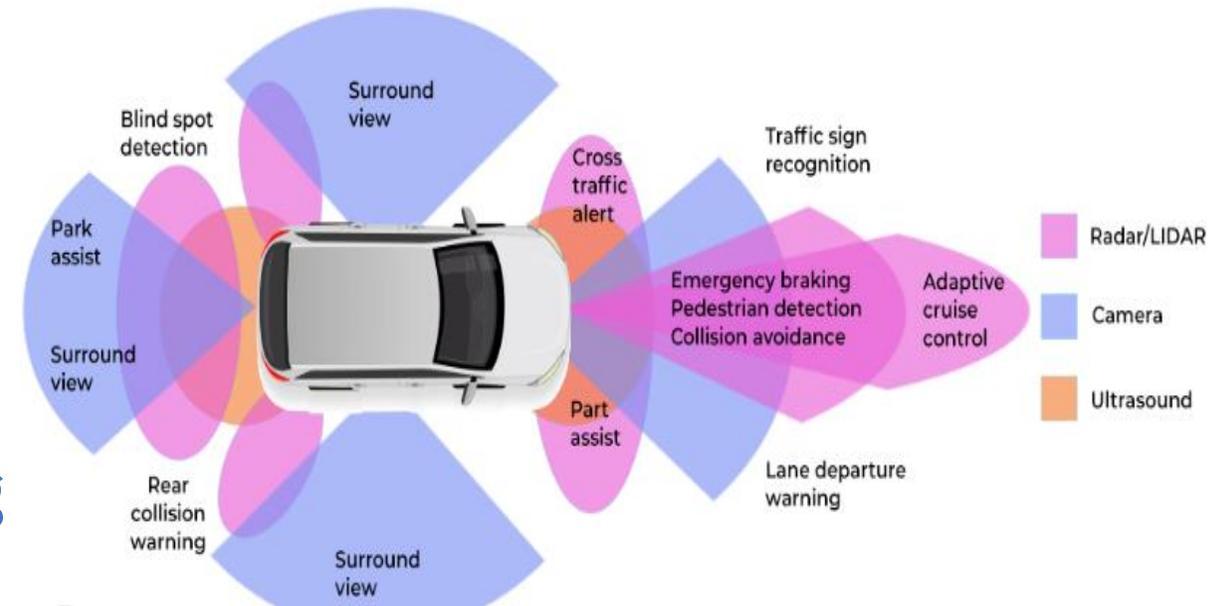 Surround
view
Blind spot
detection
Traffic sign
recognition
Cross
traffic
alert
Park
assist
Radar/LIDAR
Emergency braking
Pedestrian detection
Collision avoidance
Adaptive
cruise
control
Camera
Surround
view
Ultrasound
Part
assist
Lane departure
warning
Rear
collision
warning
Surround
view